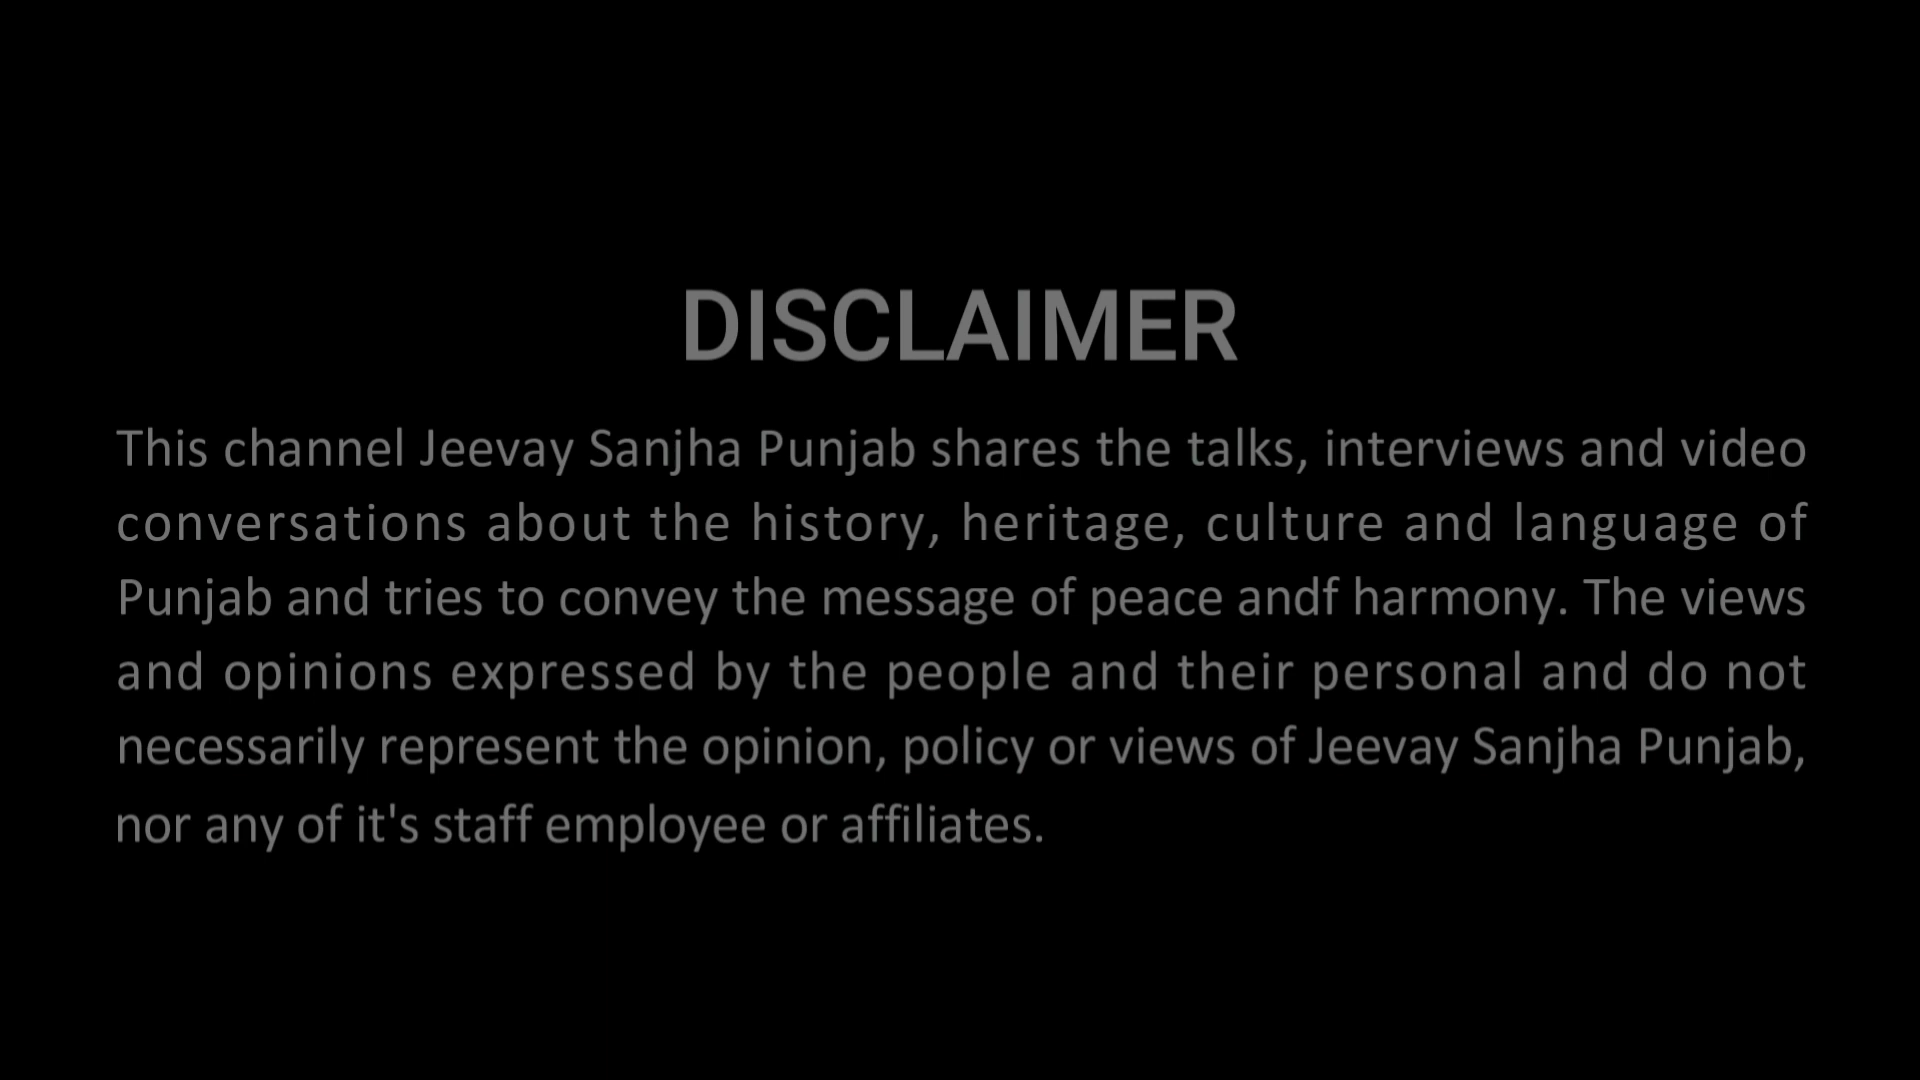 DISCLAIMER
This channel Jeevay Sanjha Punjab shares the talks, interviews and video
conversations about the history, heritage, culture and language of
Punjab and tries to convey the message of peace andf harmony. The views
and opinions expressed by the people and their personal and do not
necessarily represent the opinion, policy or views of Jeevay Sanjha Punjab,
nor any of it's staff employee or affiliates.